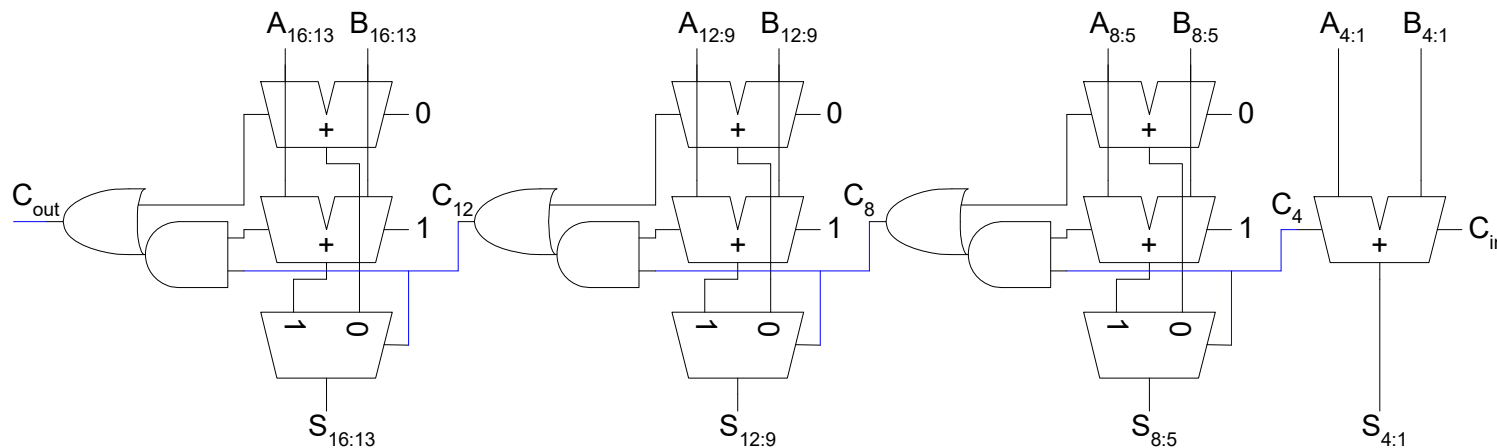 A16:13 B16:13 A12:9 B12:9 A8:5 B8:5 A4:1 B4:1
0 0 0
+ + +
Cout C12 C8 C4
1 1 1 Cin
+ + + +
1 0 1 0 1 0
S16:13 S12:9 S8:5 S4:1